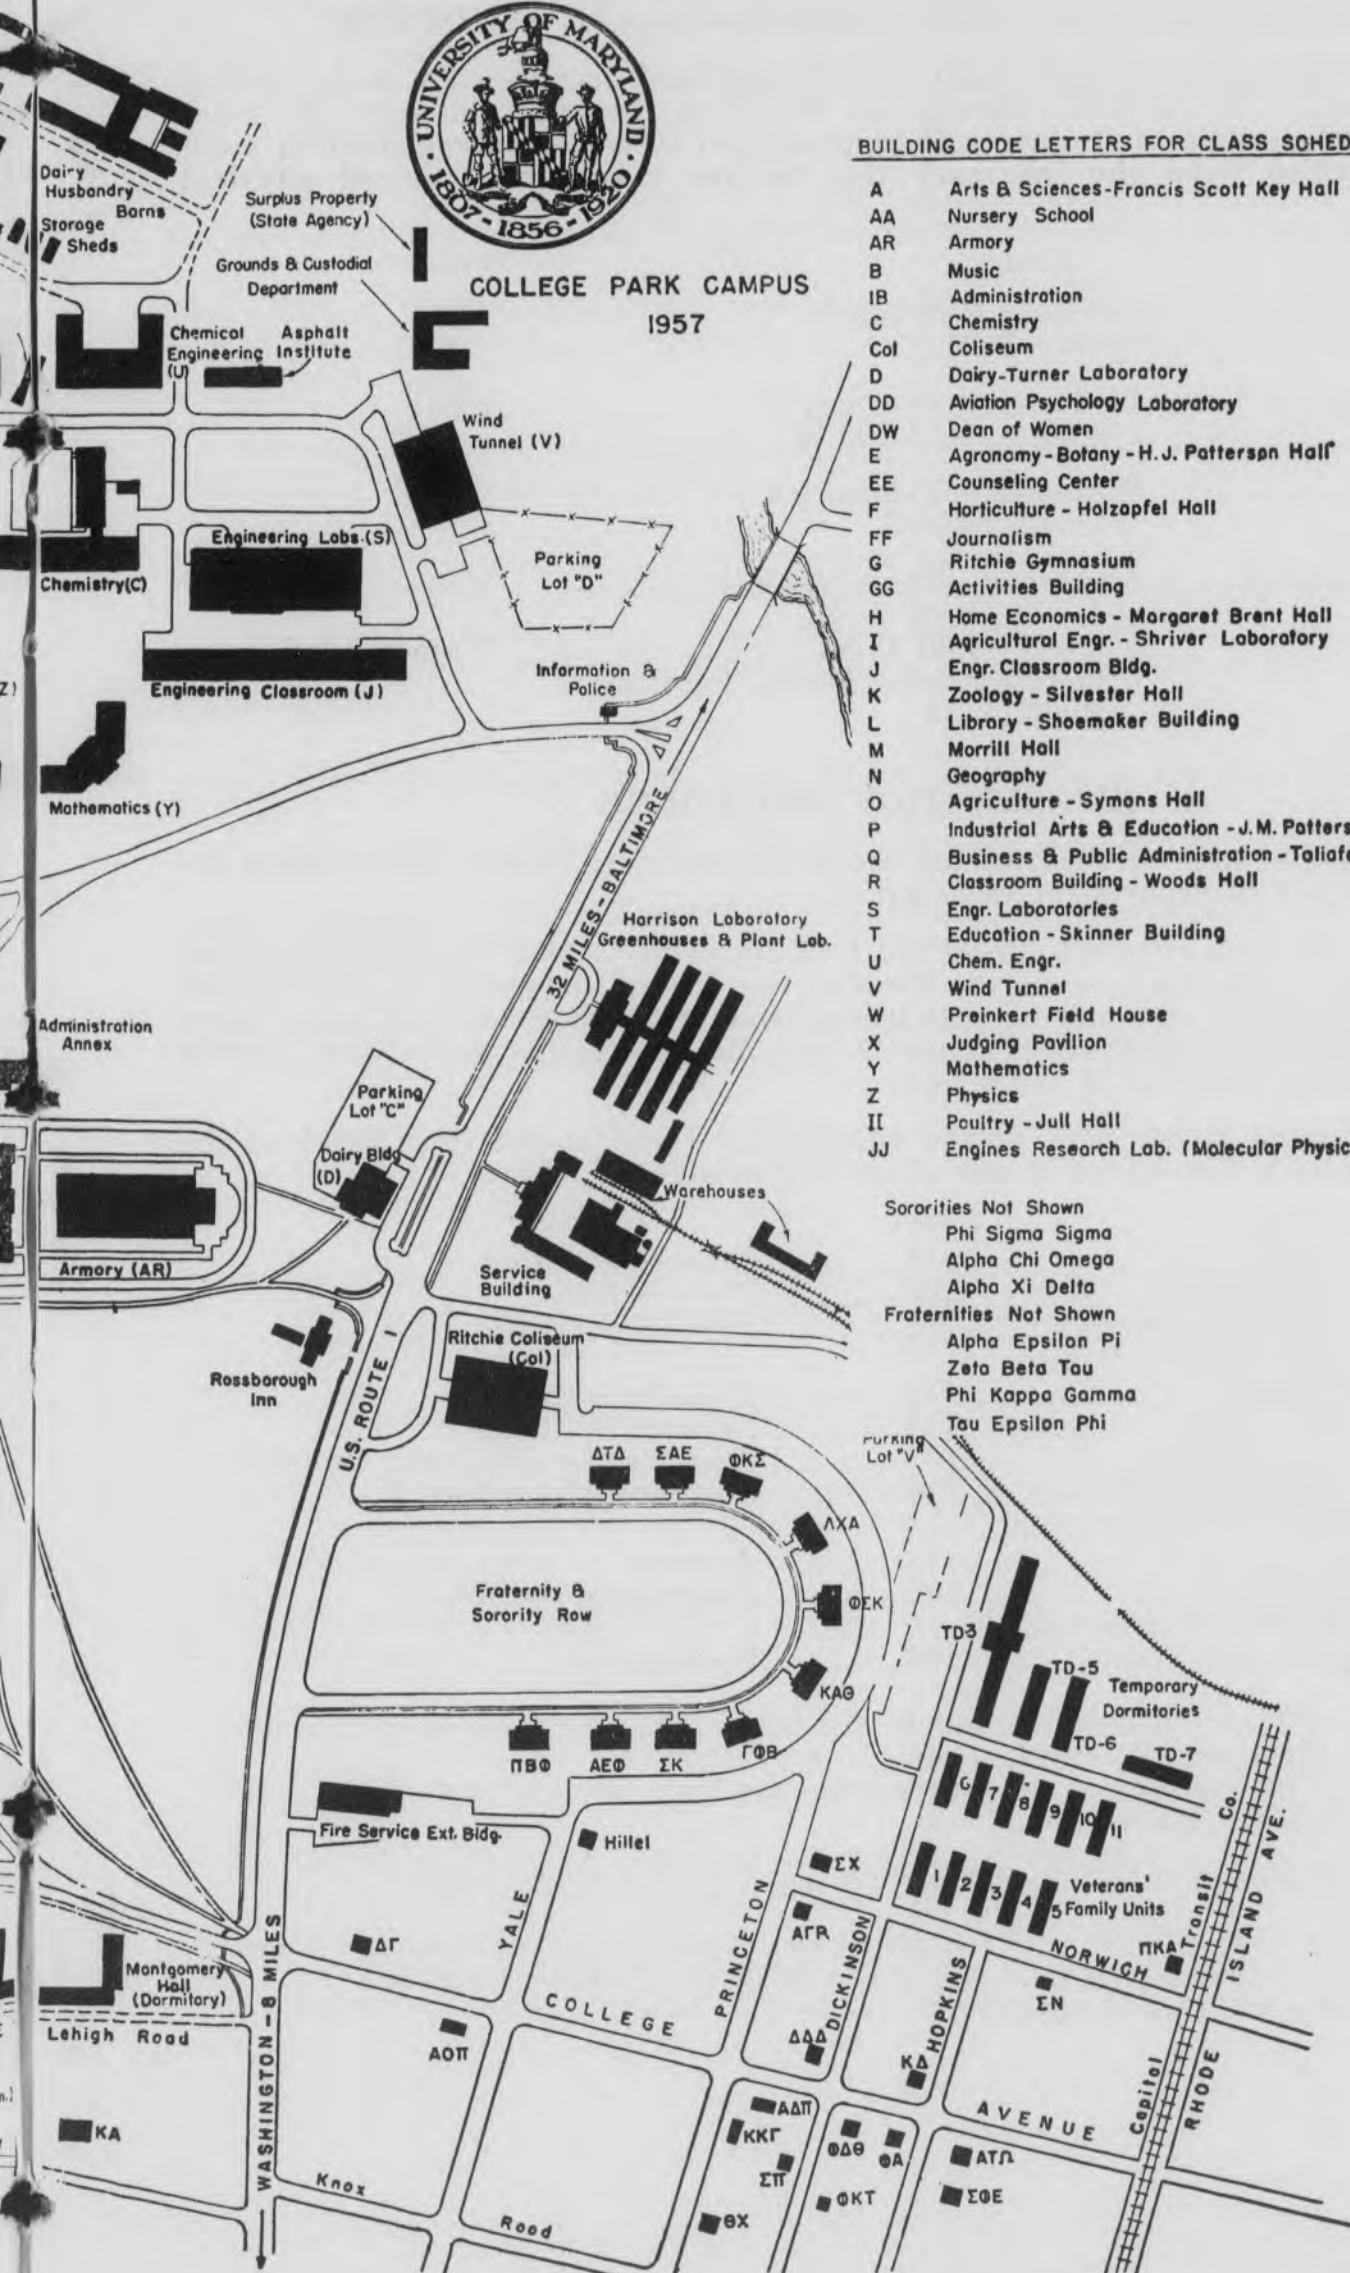 UNIVERSITY OF MARYLAND
1807-1856-1920
COLLEGE PARK CAMPUS
1957
BUILDING CODE LETTERS FOR CLASS SCHED
A Arts & Sciences-Francis Scott Key Hall
AA Nursery School
AR Armory
B Music
IB Administration
C Chemistry
Col Coliseum
D Dairy-Turner Laboratory
DD Aviation Psychology Laboratory
DW Dean of Women
E Agronomy-Botany-H.J. Patterson Hall
EE Counseling Center
F Horticulture - Holzapfel Hall
FF Journalism
G Ritchie Gymnasium
GG Activities Building
H Home Economics - Margaret Brent Hall
I Agricultural Engr. - Shriver Laboratory
J Engr. Classroom Bldg.
K Zoology - Silvester Hall
L Library - Shoemaker Building
M Morrill Hall
N Geography
O Agriculture - Symons Hall
P Industrial Arts & Education - J.M. Patters
Q Business & Public Administration - Taliafe
R Classroom Building - Woods Hall
S Engr. Laboratories
T Education - Skinner Building
U Chem. Engr.
V Wind Tunnel
W Preinkert Field House
X Judging Pavilion
Y Mathematics
Z Physics
II Poultry - Jull Hall
JJ Engines Research Lab. (Molecular Physic
Sororities Not Shown
Phi Sigma Sigma
Alpha Chi Omega
Alpha Xi Delta
Fraternities Not Shown
Alpha Epsilon Pi
Zeta Beta Tau
Phi Kappa Gamma
Tau Epsilon Phi
Dairy
Husbandry
Barns
Storage
Sheds
Surplus Property
(State Agency)
Grounds & Custodial
Department
Chemical
Engineering
(U)
Asphalt
Institute
Wind
Tunnel (V)
Engineering Labs.(S)
Parking
Lot "D"
Chemistry(C)
Information &
Police
Engineering Classroom (J)
Z)
Mathematics (Y)
32 MILES-BALTIMORE
Harrison Laboratory
Greenhouses & Plant Lab.
Administration
Annex
Parking
Lot "C"
Dairy Bldg
(D)
Warehouses
Armory (AR)
Service
Building
Ritchie Coliseum
(Col)
Rossborough
Inn
U.S. ROUTE 1
Parking
Lot "V"
ΔΤΔ
ΣΑΕ
ΦΚΣ
ΛΧΑ
ΦΣΚ
ΚΑΘ
ΓΦΒ
ΣΚ
ΑΕΦ
ΠΒΦ
Fraternity &
Sorority Row
TD-3
TD-5
Temporary
Dormitories
TD-6
TD-7
6 7 8 9 10 11
1 2 3 4 5
Veterans'
Family Units
Fire Service Ext. Bldg.
Hillel
ΣΧ
ΑΓR
ΔΓ
YALE
PRINCETON
DICKINSON
HOPKINS
NORWICH
ΠΚΑ
ΣΝ
Capital Transit Co.
RHODE ISLAND AVE.
Montgomery
Hall
(Dormitory)
Lehigh Road
WASHINGTON-8 MILES
COLLEGE AVENUE
ΑΟΠ
ΔΔΔ
ΚΔ
ΚΑ
ΑΔΠ
ΚΚΓ
ΣΠ
ΦΔΘ
ΦΑ
ΑΤΩ
ΦΚΤ
ΣΦΕ
ΘΧ
Knox Road